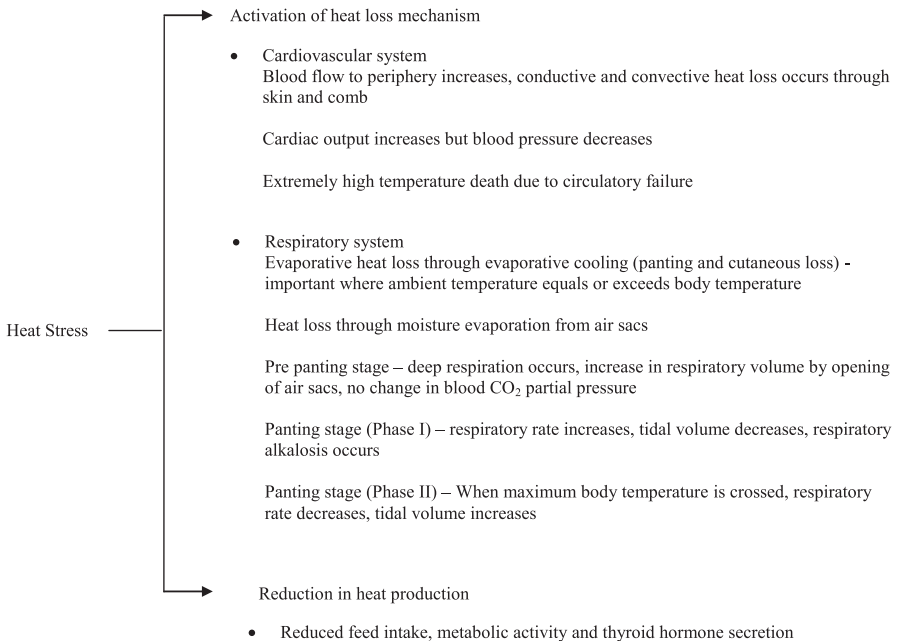 Activation of heat loss mechanism
• Cardiovascular system
Blood flow to periphery increases, conductive and convective heat loss occurs through
skin and comb
Cardiac output increases but blood pressure decreases
Extremely high temperature death due to circulatory failure
• Respiratory system
Evaporative heat loss through evaporative cooling (panting and cutaneous loss) -
important where ambient temperature equals or exceeds body temperature
Heat Stress
Heat loss through moisture evaporation from air sacs
Pre panting stage – deep respiration occurs, increase in respiratory volume by opening
of air sacs, no change in blood CO₂ partial pressure
Panting stage (Phase I) – respiratory rate increases, tidal volume decreases, respiratory
alkalosis occurs
Panting stage (Phase II) – When maximum body temperature is crossed, respiratory
rate decreases, tidal volume increases
Reduction in heat production
• Reduced feed intake, metabolic activity and thyroid hormone secretion